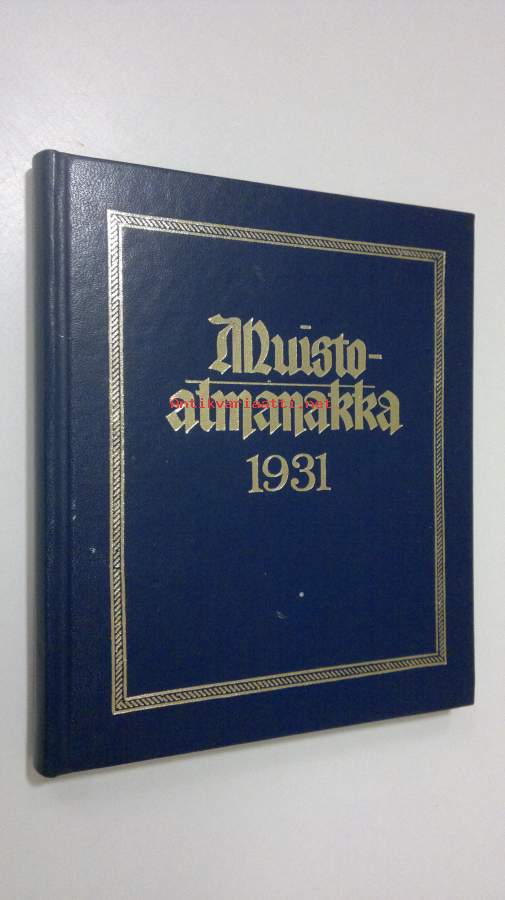 Muisto-
almanakka
Antikvariaatti.net
1931